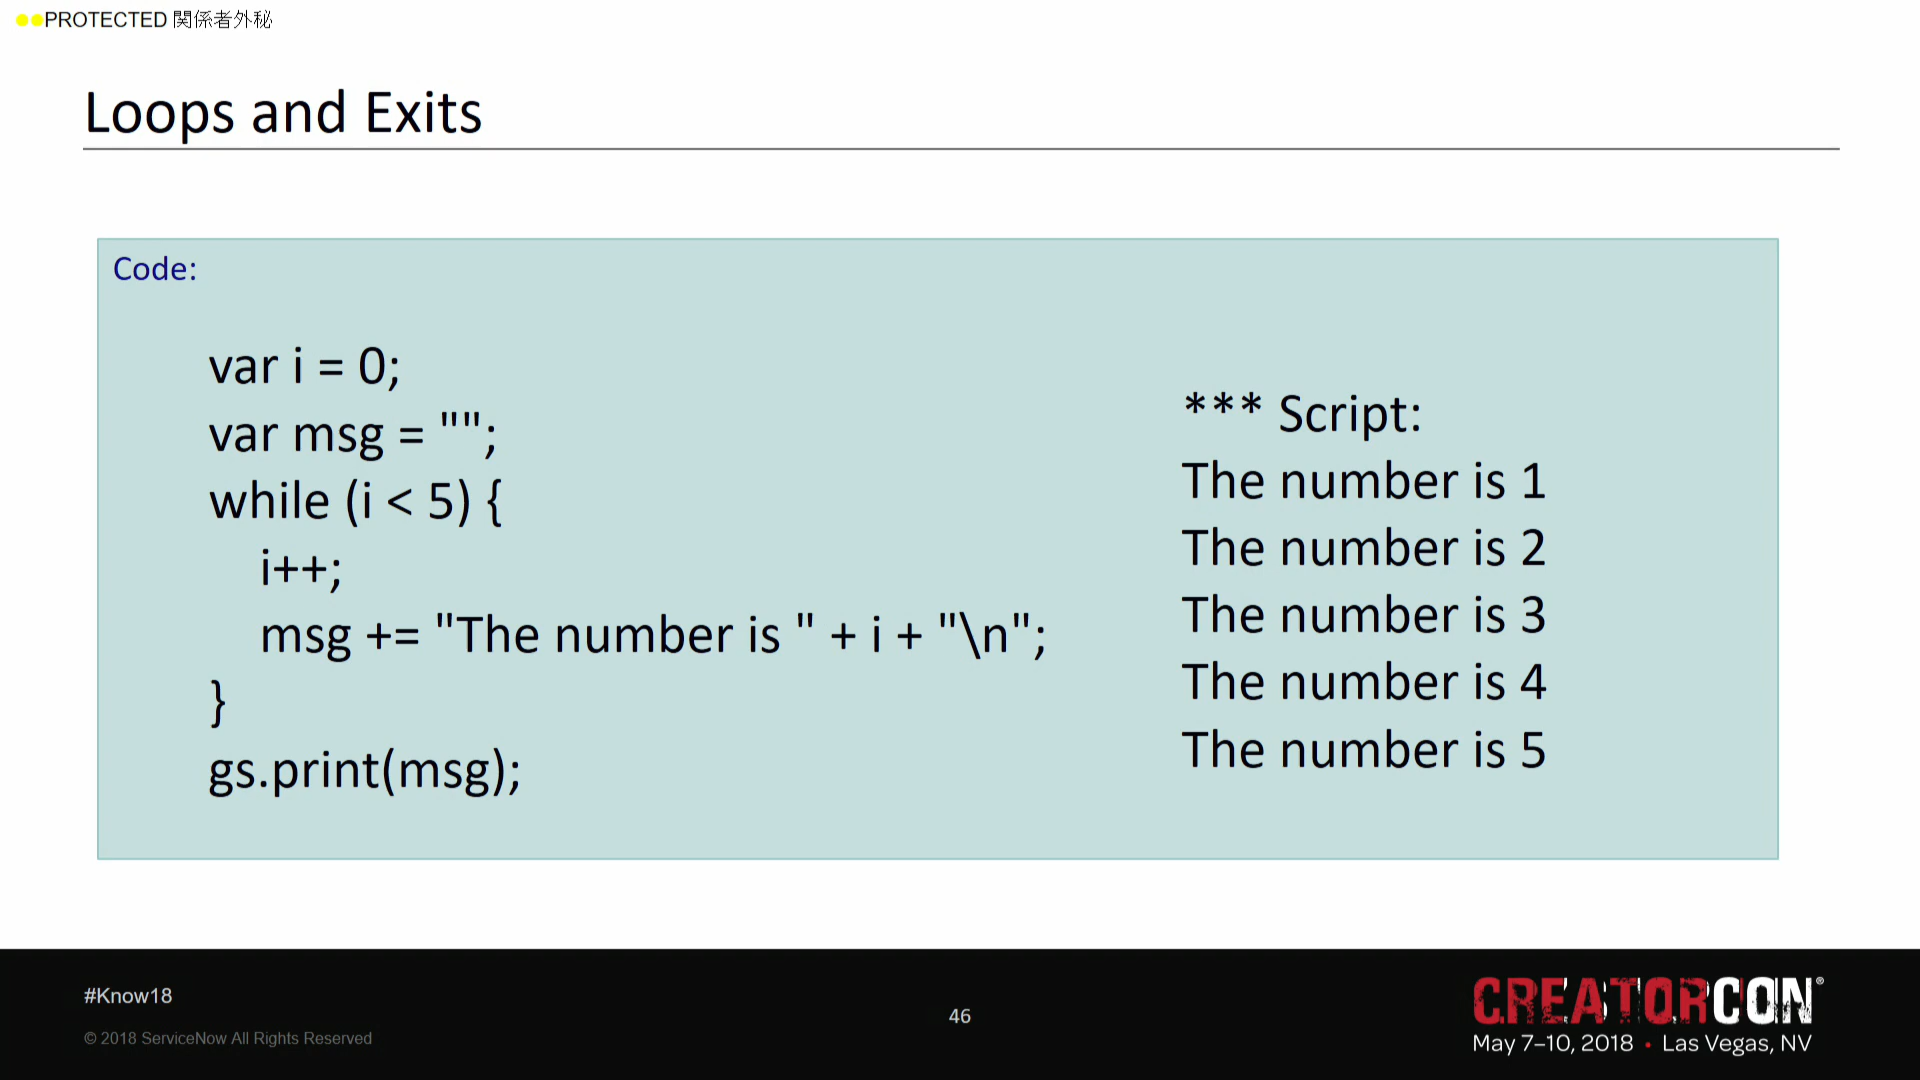 PROTECTED 関係者外秘
Loops and Exits
Code:
var i = 0;
var msg = "";
while (i < 5) {
i++;
msg += "The number is " + i + "\n";
}
gs.print(msg);
*** Script:
The number is 1
The number is 2
The number is 3
The number is 4
The number is 5
#Know18
© 2018 ServiceNow All Rights Reserved
46
CREATORCON®
May 7–10, 2018 • Las Vegas, NV